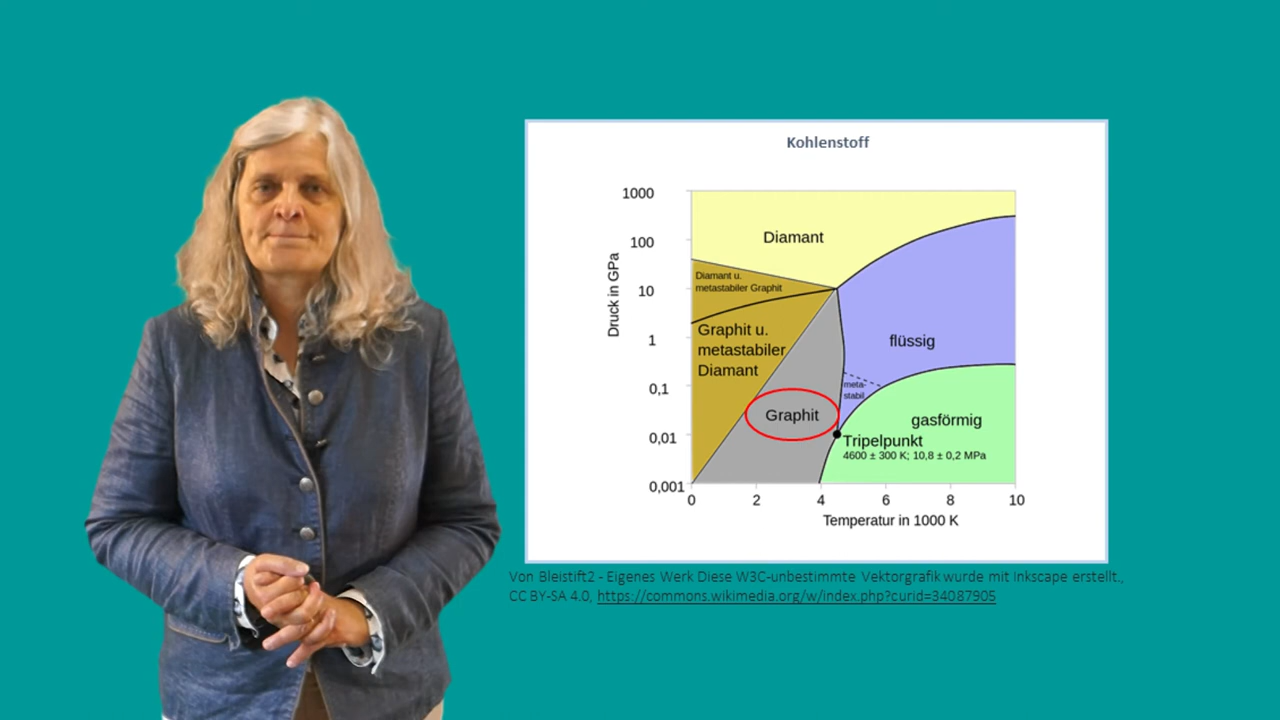 Kohlenstoff
1000
100
10
1
0,1
0,01
0,001
Druck in GPa
Diamant
Diamant u.
metastabiler Graphit
Graphit u.
metastabiler
Diamant
Graphit
flüssig
meta-
stabil
gasförmig
Tripelpunkt
4600 ± 300 K; 10,8 ± 0,2 MPa
0 2 4 6 8 10
Temperatur in 1000 K
Von Bleistift2 - Eigenes Werk Diese W3C-unbestimmte Vektorgrafik wurde mit Inkscape erstellt.,
CC BY-SA 4.0, https://commons.wikimedia.org/w/index.php?curid=34087905